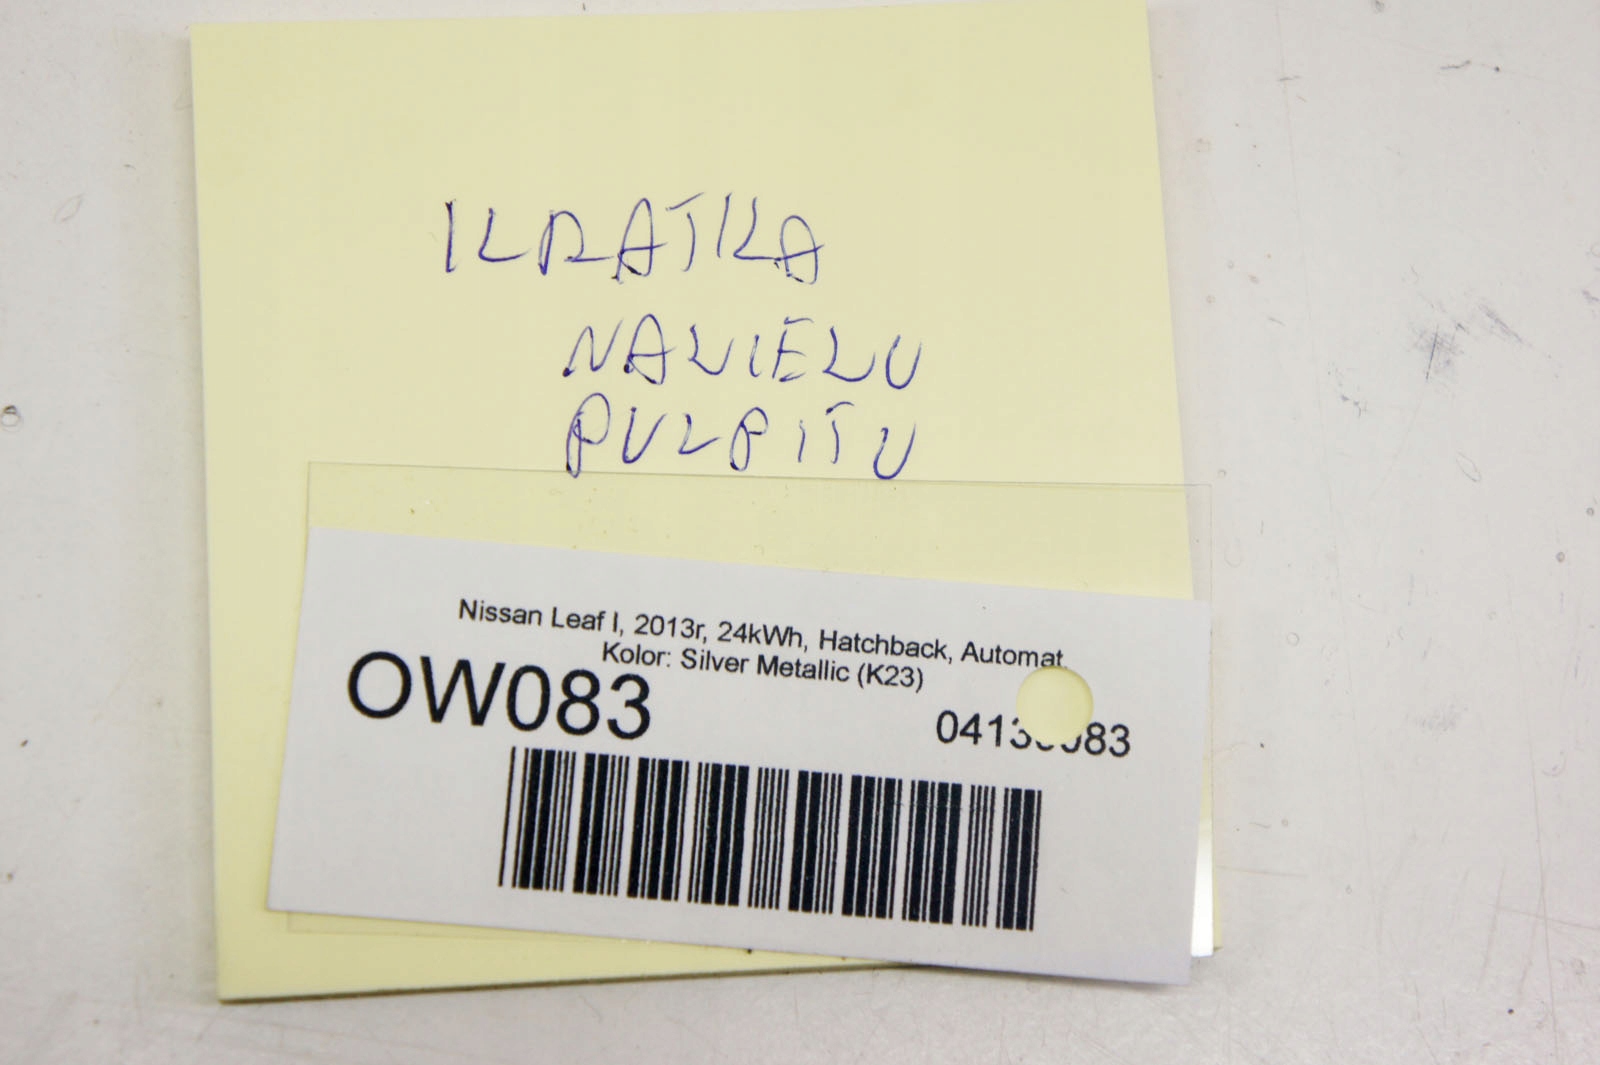 KRATKA
NAWIEWU
PULPITU
Nissan Leaf I, 2013r, 24kWh, Hatchback, Automat,
Kolor: Silver Metallic (K23)
OW083